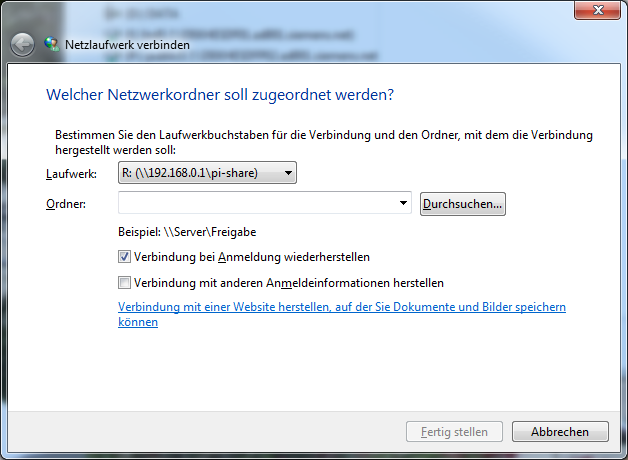 Netzlaufwerk verbinden
Welcher Netzwerkordner soll zugeordnet werden?
Bestimmen Sie den Laufwerkbuchstaben für die Verbindung und den Ordner, mit dem die Verbindung
hergestellt werden soll:
Laufwerk: R: (\\192.168.0.1\pi-share)
Ordner: Durchsuchen...
Beispiel: \\Server\Freigabe
Verbindung bei Anmeldung wiederherstellen
Verbindung mit anderen Anmeldeinformationen herstellen
Verbindung mit einer Website herstellen, auf der Sie Dokumente und Bilder speichern
können
Fertig stellen Abbrechen